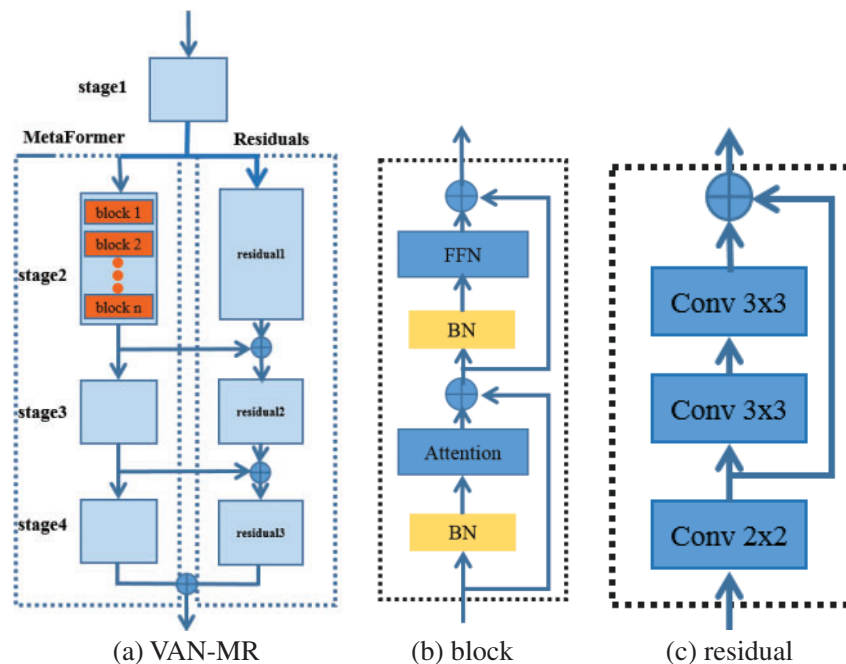 stage1
MetaFormer
Residuals
block 1
block 2
block n
stage2
residual1
stage3
residual2
stage4
residual3
(a) VAN-MR
FFN
BN
Attention
BN
(b) block
Conv 3x3
Conv 3x3
Conv 2x2
(c) residual